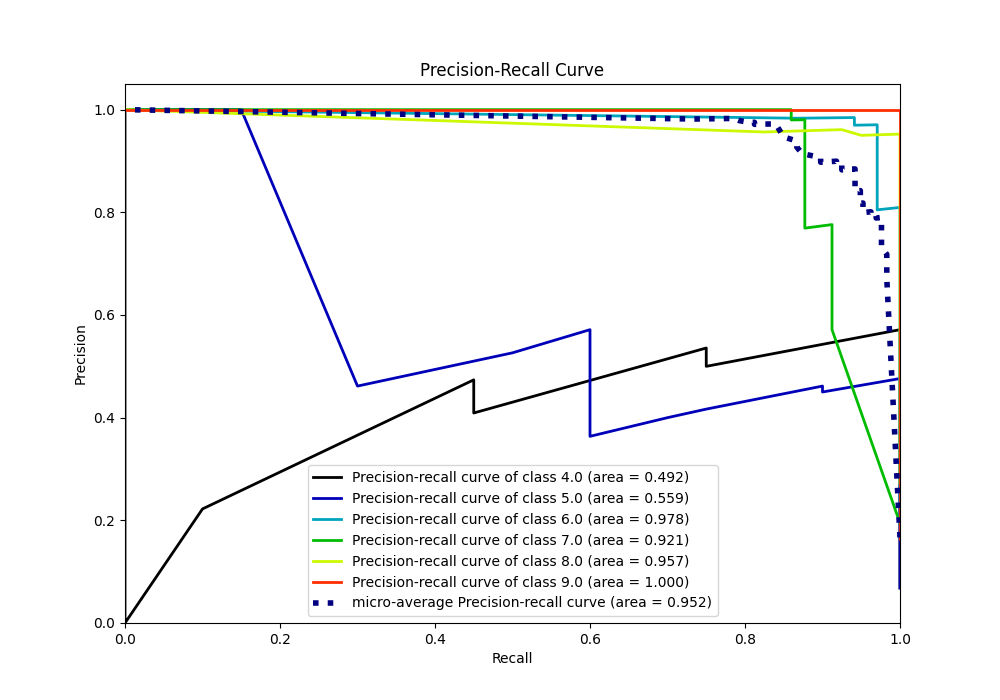 Precision-Recall Curve
1.0
0.8
0.6
0.4
0.2
0.0
Precision
Precision-recall curve of class 4.0 (area = 0.492)
Precision-recall curve of class 5.0 (area = 0.559)
Precision-recall curve of class 6.0 (area = 0.978)
Precision-recall curve of class 7.0 (area = 0.921)
Precision-recall curve of class 8.0 (area = 0.957)
Precision-recall curve of class 9.0 (area = 1.000)
micro-average Precision-recall curve (area = 0.952)
0.0 0.2 0.4 0.6 0.8 1.0
Recall